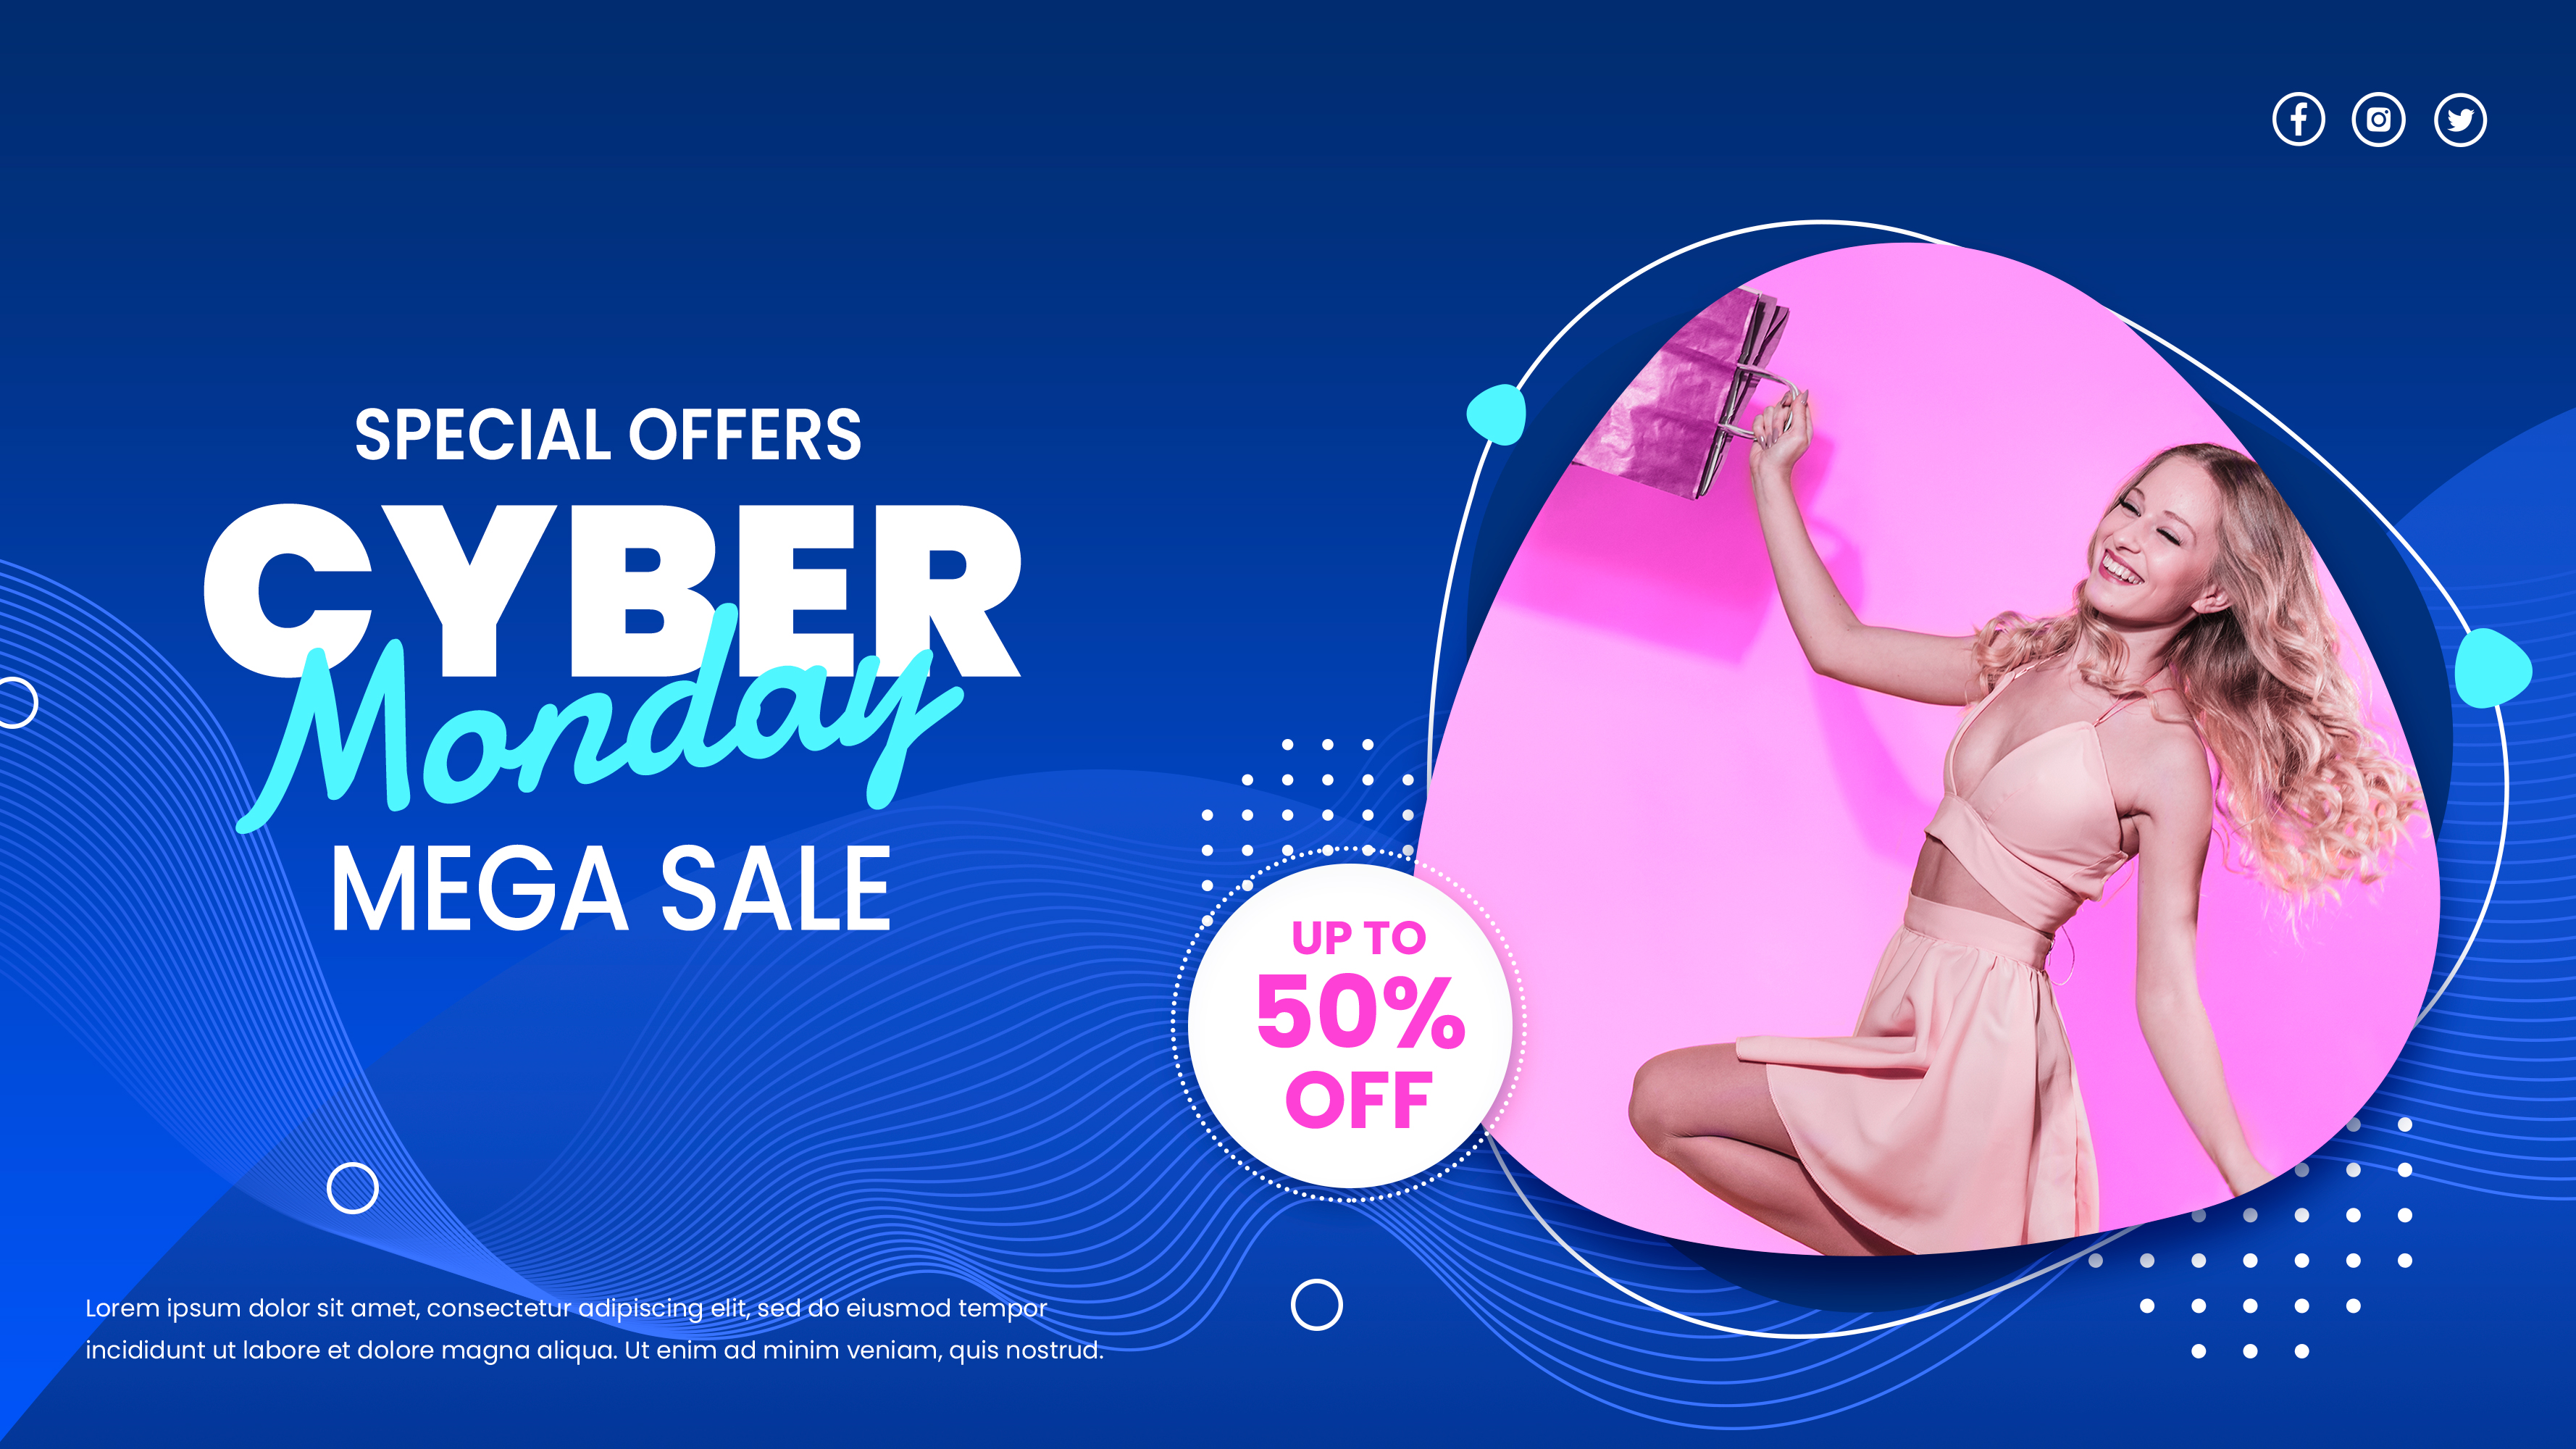 SPECIAL OFFERS
CYBER
Monday
MEGA SALE
UP TO
50%
OFF
Lorem ipsum dolor sit amet, consectetur adipiscing elit, sed do eiusmod tempor
incididunt ut labore et dolore magna aliqua. Ut enim ad minim veniam, quis nostrud.